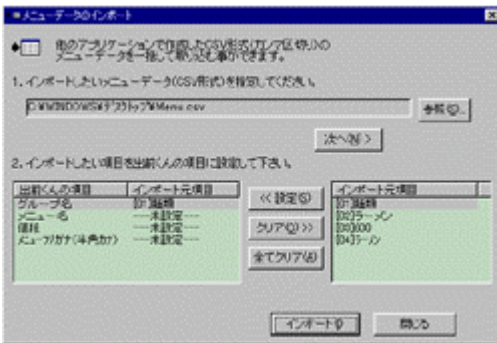 メニューデータのインポート
他のアプリケーションで作成したCSV形式(カンマ区切り)の
メニューデータを一括して取り込む事ができます。
1. インポートしたいメニューデータ(CSV形式)を指定してください。
C:¥WINDOWS¥デスクトップ¥Menu.csv
参照(O)...
次へ(N) >
2. インポートしたい項目を出前くんの項目に設定して下さい。
出前くんの項目 インポート元項目
グループ名 [01]麺類
メニュー名 ---未設定---
価格 ---未設定---
メニューフリガナ(半角カナ) ---未設定---
<< 設定(S)
クリア(C) >>
全てクリア(A)
インポート元項目
[01]麺類
[02]ラーメン
[03]600
[04]ラーメン
インポート(I)
閉じる